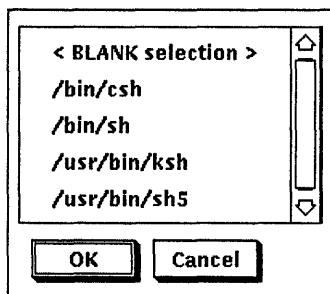 < BLANK selection >
/bin/csh
/bin/sh
/usr/bin/ksh
/usr/bin/sh5
OK Cancel